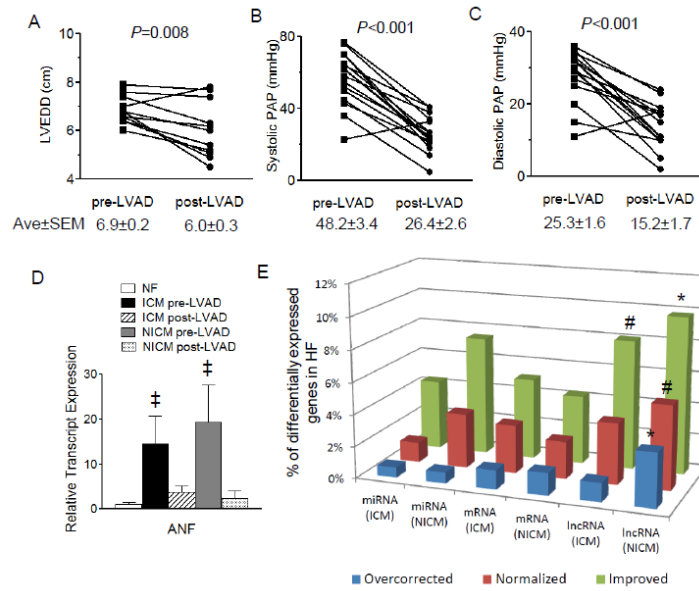 A
P=0.008
LVEDD (cm)
10
8
6
4
pre-LVAD post-LVAD
Ave±SEM 6.9±0.2 6.0±0.3
B
P<0.001
Systolic PAP (mmHg)
80
40
0
pre-LVAD post-LVAD
48.2±3.4 26.4±2.6
C
P<0.001
Diastolic PAP (mmHg)
40
20
0
pre-LVAD post-LVAD
25.3±1.6 15.2±1.7
D
NF
ICM pre-LVAD
ICM post-LVAD
NICM pre-LVAD
NICM post-LVAD
Relative Transcript Expression
30
20
10
0
‡
‡
ANF
E
% of differentially expressed
genes in HF
12%
10%
8%
6%
4%
2%
0%
#
*
#
*
miRNA
(ICM)
miRNA
(NICM)
mRNA
(ICM)
mRNA
(NICM)
lncRNA
(ICM)
lncRNA
(NICM)
Overcorrected Normalized Improved